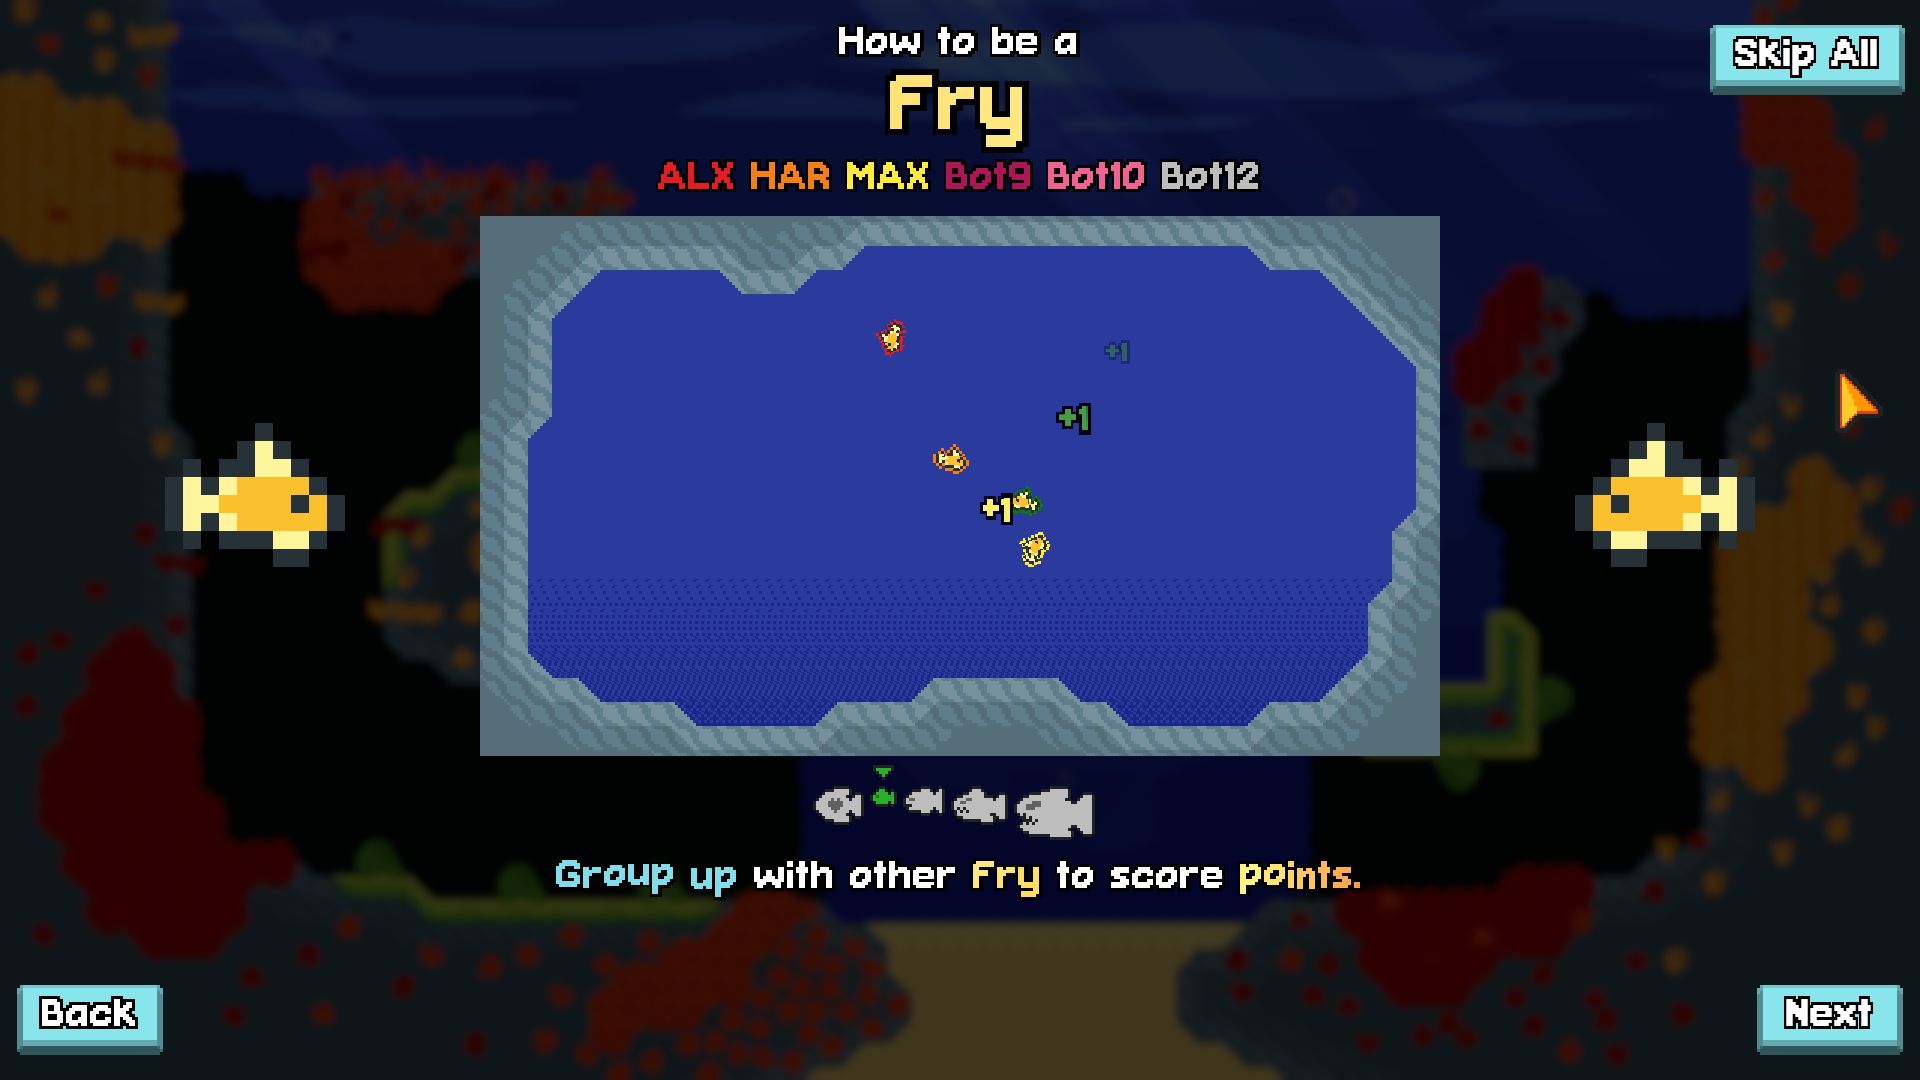 How to be a
Skip All
Fry
ALX HAR MAX Bot9 Bot10 Bot12
+1
+1
+1
Group up with other Fry to score points.
Back
Next